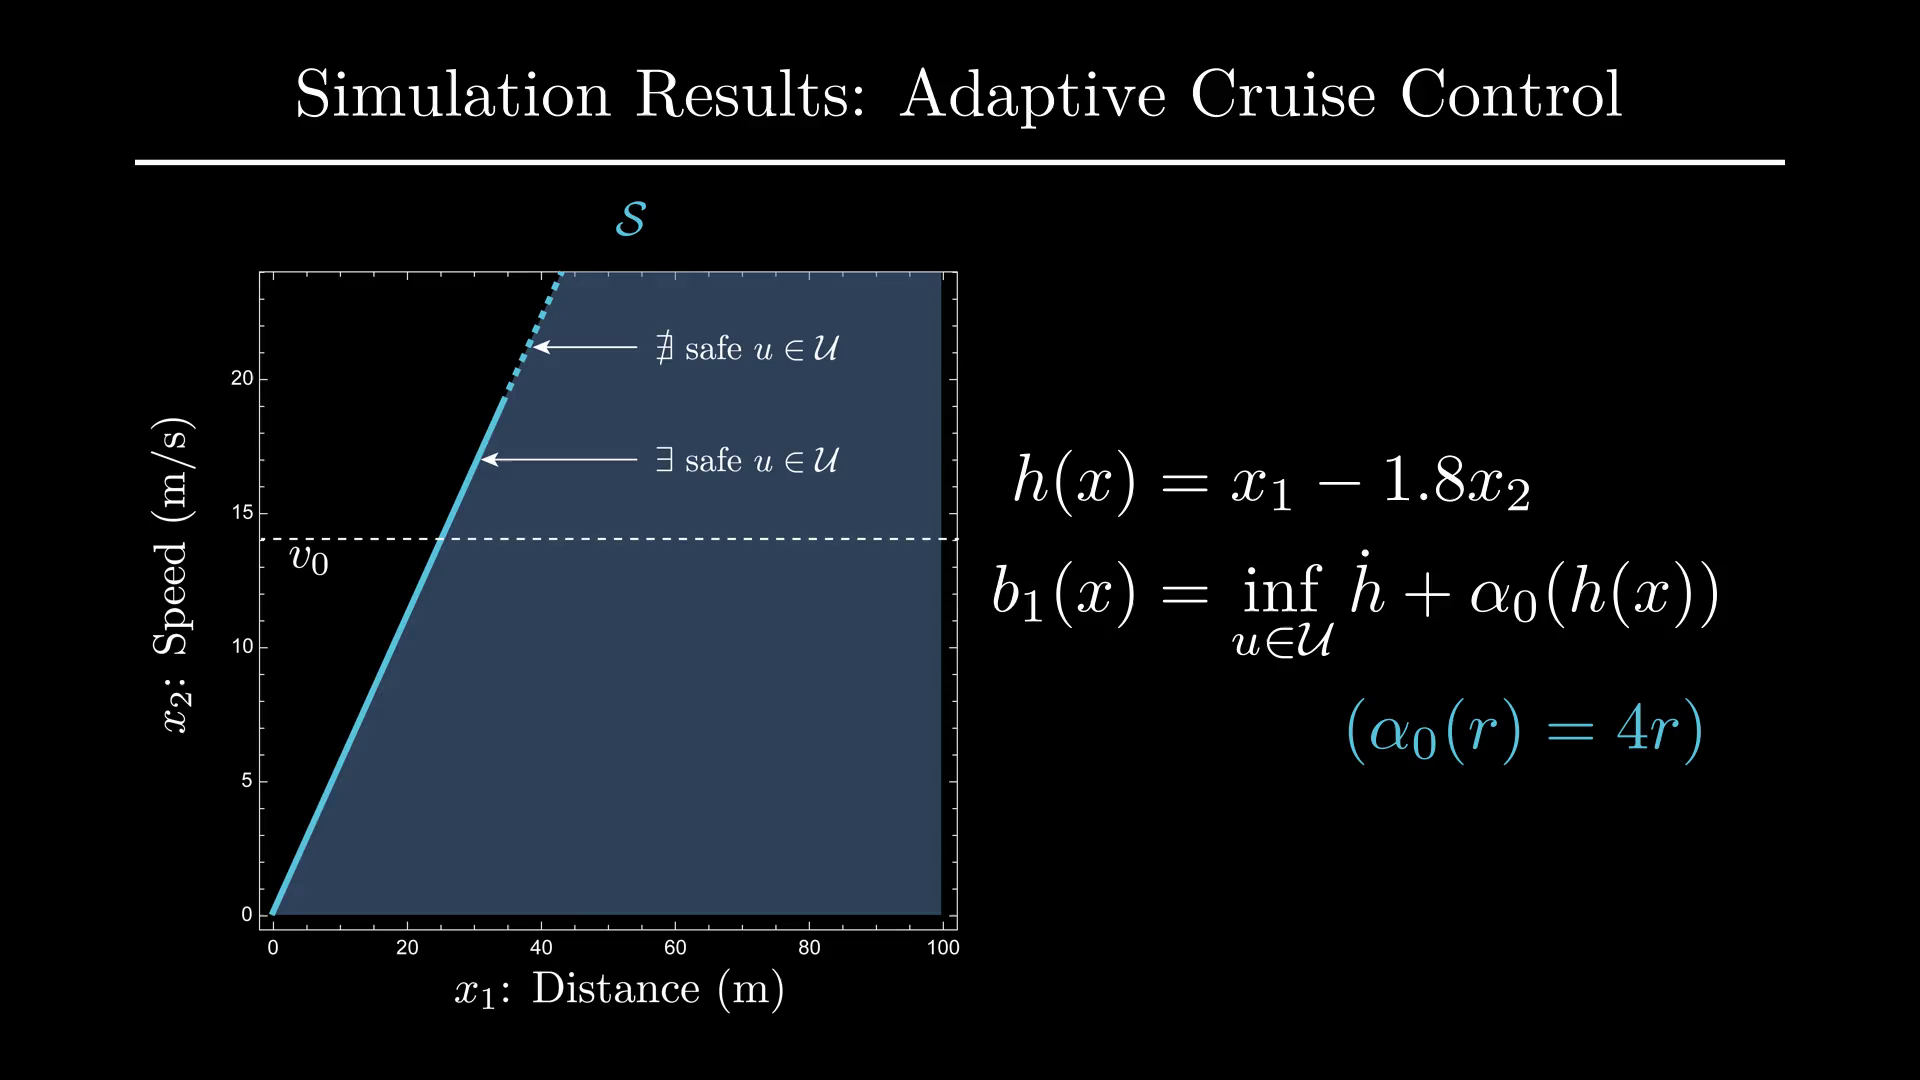 Simulation Results: Adaptive Cruise Control
𝒮
∄ safe u ∈ 𝒰
∃ safe u ∈ 𝒰
v₀
20
15
10
5
0
0 20 40 60 80 100
x₂: Speed (m/s)
x₁: Distance (m)
h(x) = x₁ − 1.8x₂
b₁(x) = inf ḣ + α₀(h(x))
u∈𝒰
(α₀(r) = 4r)